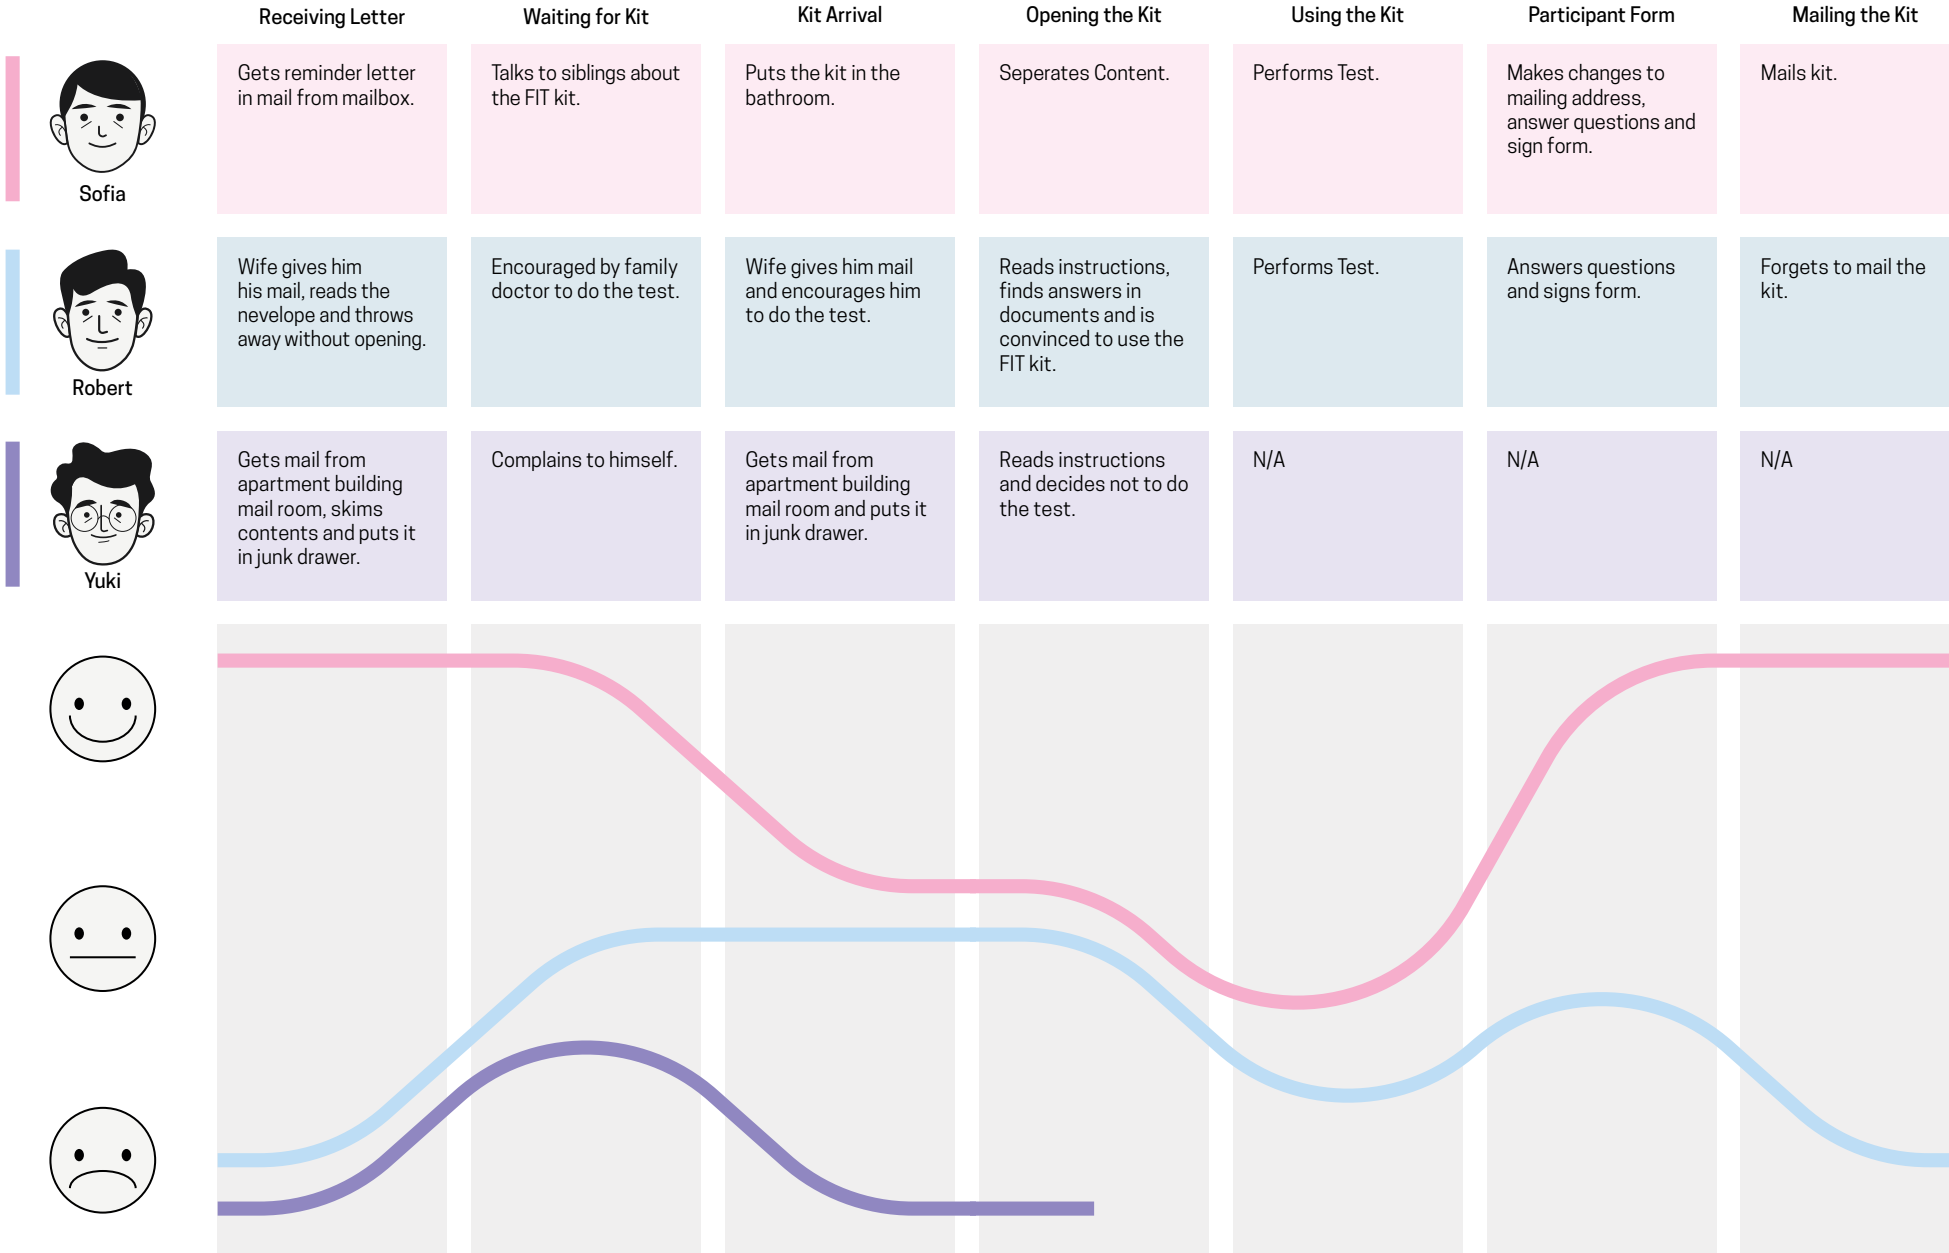 Receiving Letter
Waiting for Kit
Kit Arrival
Opening the Kit
Using the Kit
Participant Form
Mailing the Kit
Sofia
Gets reminder letter
in mail from mailbox.
Talks to siblings about
the FIT kit.
Puts the kit in the
bathroom.
Seperates Content.
Performs Test.
Makes changes to
mailing address,
answer questions and
sign form.
Mails kit.
Robert
Wife gives him
his mail, reads the
nevelope and throws
away without opening.
Encouraged by family
doctor to do the test.
Wife gives him mail
and encourages him
to do the test.
Reads instructions,
finds answers in
documents and is
convinced to use the
FIT kit.
Performs Test.
Answers questions
and signs form.
Forgets to mail the
kit.
Yuki
Gets mail from
apartment building
mail room, skims
contents and puts it
in junk drawer.
Complains to himself.
Gets mail from
apartment building
mail room and puts it
in junk drawer.
Reads instructions
and decides not to do
the test.
N/A
N/A
N/A